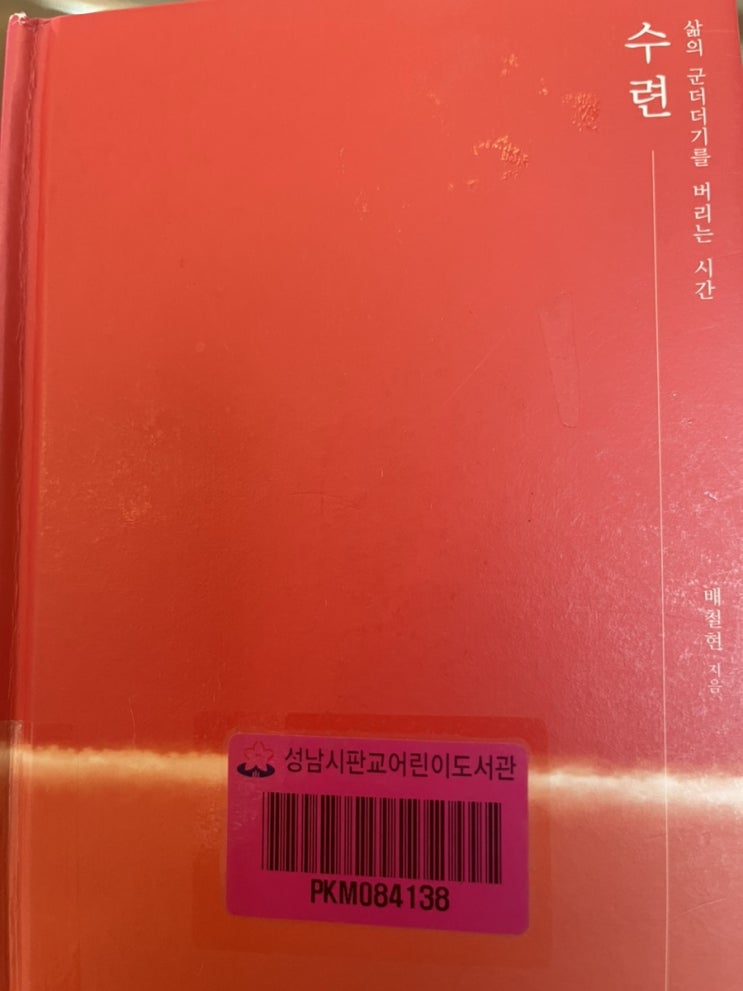 수련
삶의 군더더기를 버리는 시간
배철현 지음
성남시판교어린이도서관
PKM084138